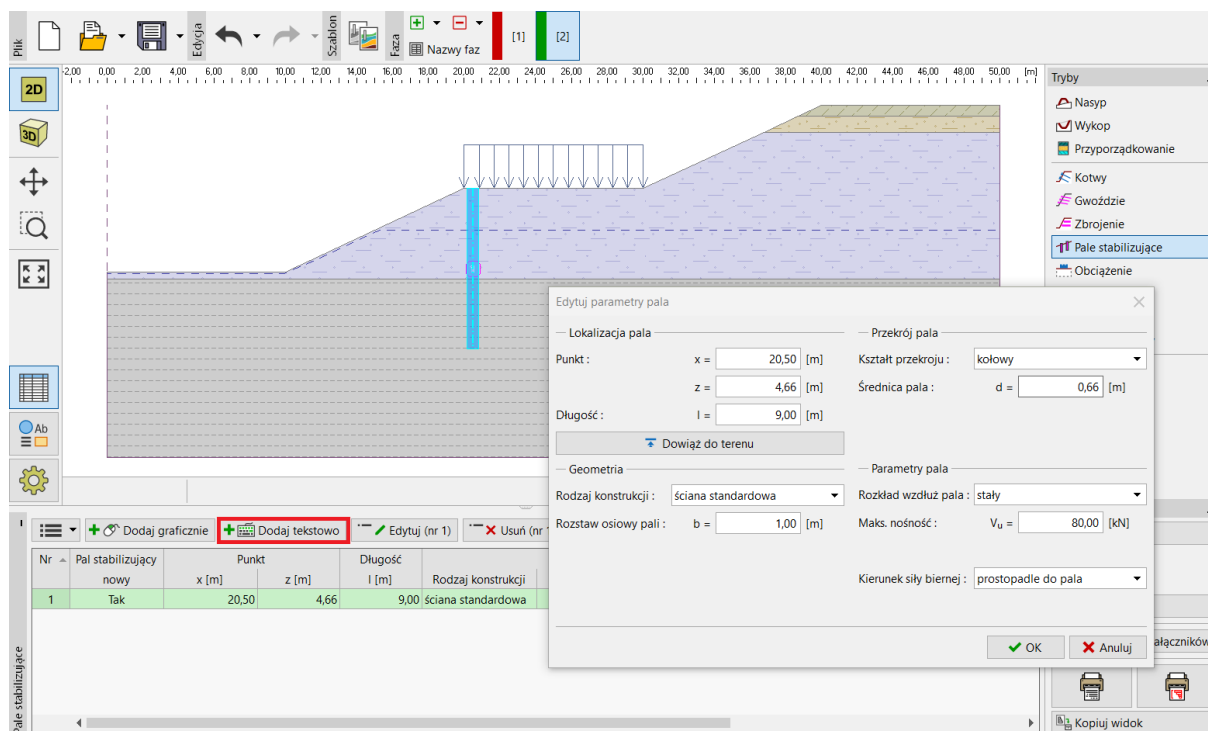 Plik
Edycja
Szablon
Faza
Nazwy faz
[1]
[2]
2D
3D
-2,00 0,00 2,00 4,00 6,00 8,00 10,00 12,00 14,00 16,00 18,00 20,00 22,00 24,00 26,00 28,00 30,00 32,00 34,00 36,00 38,00 40,00 42,00 44,00 46,00 48,00 50,00 [m]
Tryby
Nasyp
Wykop
Przyporządkowanie
Kotwy
Gwoździe
Zbrojenie
Pale stabilizujące
Obciążenie
Ab
Edytuj parametry pala
Lokalizacja pala
Punkt :
x = 20,50 [m]
z = 4,66 [m]
Długość : l = 9,00 [m]
Dowiąż do terenu
Przekrój pala
Kształt przekroju : kołowy
Średnica pala : d = 0,66 [m]
Geometria
Rodzaj konstrukcji : ściana standardowa
Rozstaw osiowy pali : b = 1,00 [m]
Parametry pala
Rozkład wzdłuż pala : stały
Maks. nośność : Vu = 80,00 [kN]
Kierunek siły biernej : prostopadle do pala
OK
Anuluj
Dodaj graficznie
Dodaj tekstowo
Edytuj (nr 1)
Usuń (nr
Nr
Pal stabilizujący
Punkt
Długość
nowy
x [m]
z [m]
l [m]
Rodzaj konstrukcji
1 Tak 20,50 4,66 9,00 ściana standardowa
Pale stabilizujące
ałączników
Kopiuj widok